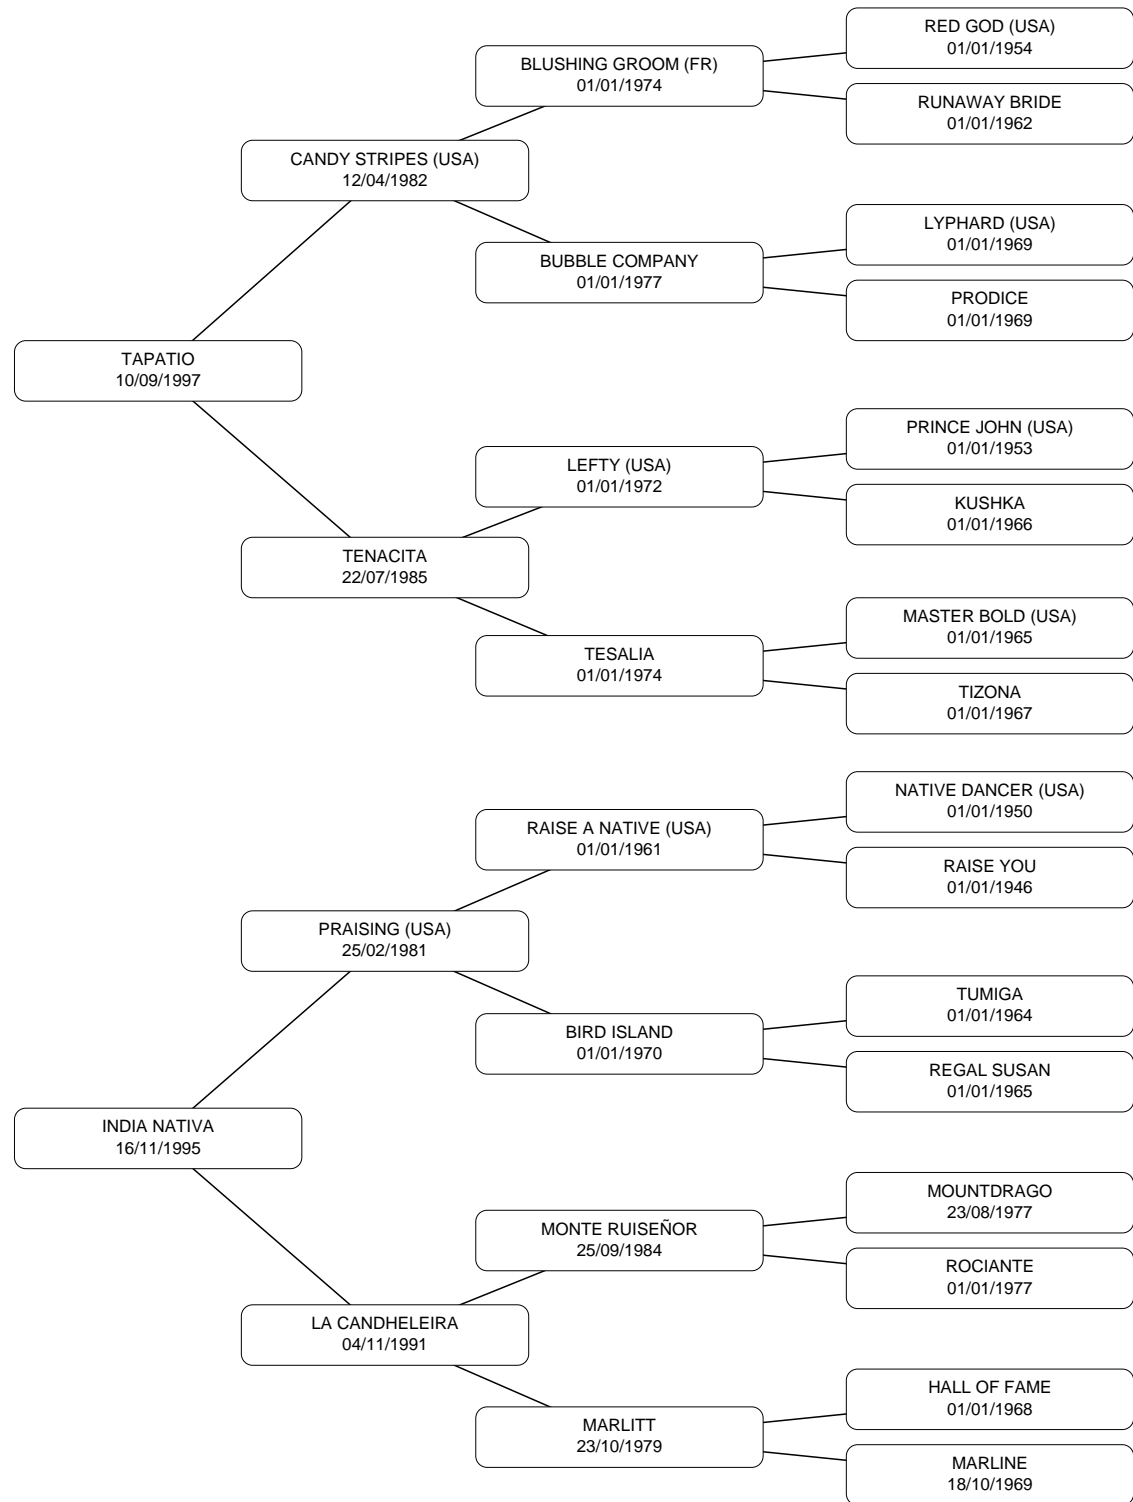 RED GOD (USA)
01/01/1954
BLUSHING GROOM (FR)
01/01/1974
RUNAWAY BRIDE
01/01/1962
CANDY STRIPES (USA)
12/04/1982
LYPHARD (USA)
01/01/1969
BUBBLE COMPANY
01/01/1977
PRODICE
01/01/1969
TAPATIO
10/09/1997
PRINCE JOHN (USA)
01/01/1953
LEFTY (USA)
01/01/1972
KUSHKA
01/01/1966
TENACITA
22/07/1985
MASTER BOLD (USA)
01/01/1965
TESALIA
01/01/1974
TIZONA
01/01/1967
NATIVE DANCER (USA)
01/01/1950
RAISE A NATIVE (USA)
01/01/1961
RAISE YOU
01/01/1946
PRAISING (USA)
25/02/1981
TUMIGA
01/01/1964
BIRD ISLAND
01/01/1970
REGAL SUSAN
01/01/1965
INDIA NATIVA
16/11/1995
MOUNTDRAGO
23/08/1977
MONTE RUISEÑOR
25/09/1984
ROCIANTE
01/01/1977
LA CANDHELEIRA
04/11/1991
HALL OF FAME
01/01/1968
MARLITT
23/10/1979
MARLINE
18/10/1969